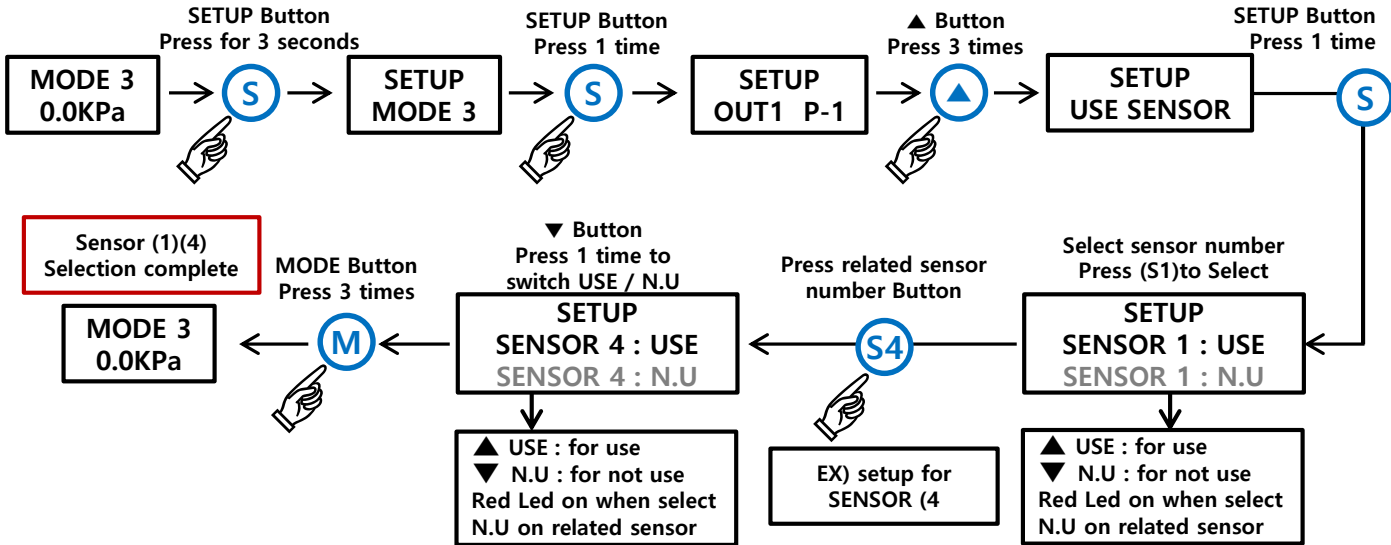 SETUP Button
Press for 3 seconds
SETUP Button
Press 1 time
▲ Button
Press 3 times
SETUP Button
Press 1 time
MODE 3
0.0KPa
S
SETUP
MODE 3
S
SETUP
OUT1 P-1
▲
SETUP
USE SENSOR
S
Select sensor number
Press (S1)to Select
SETUP
SENSOR 1 : USE
SENSOR 1 : N.U
▲ USE : for use
▼ N.U : for not use
Red Led on when select
N.U on related sensor
Press related sensor
number Button
S4
EX) setup for
SENSOR (4
▼ Button
Press 1 time to
switch USE / N.U
SETUP
SENSOR 4 : USE
SENSOR 4 : N.U
▲ USE : for use
▼ N.U : for not use
Red Led on when select
N.U on related sensor
MODE Button
Press 3 times
M
Sensor (1)(4)
Selection complete
MODE 3
0.0KPa